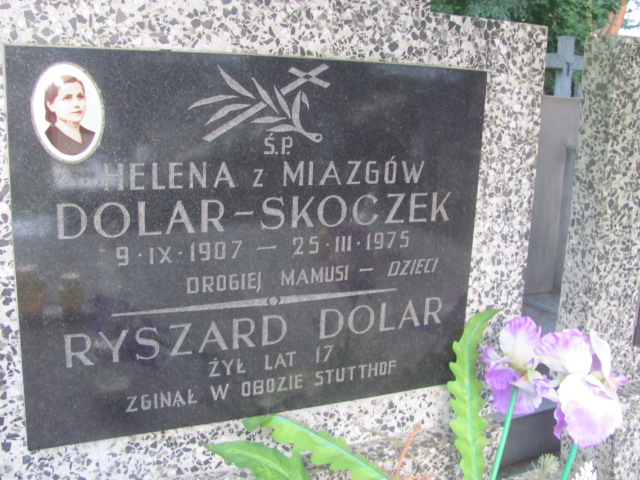 Ś.P.
HELENA z MIAZGÓW
DOLAR-SKOCZEK
9·IX·1907 — 25·III·1975
DROGIEJ MAMUSI — DZIECI
RYSZARD DOLAR
ŻYŁ LAT 17
ZGINĄŁ W OBOZIE STUTTHOF